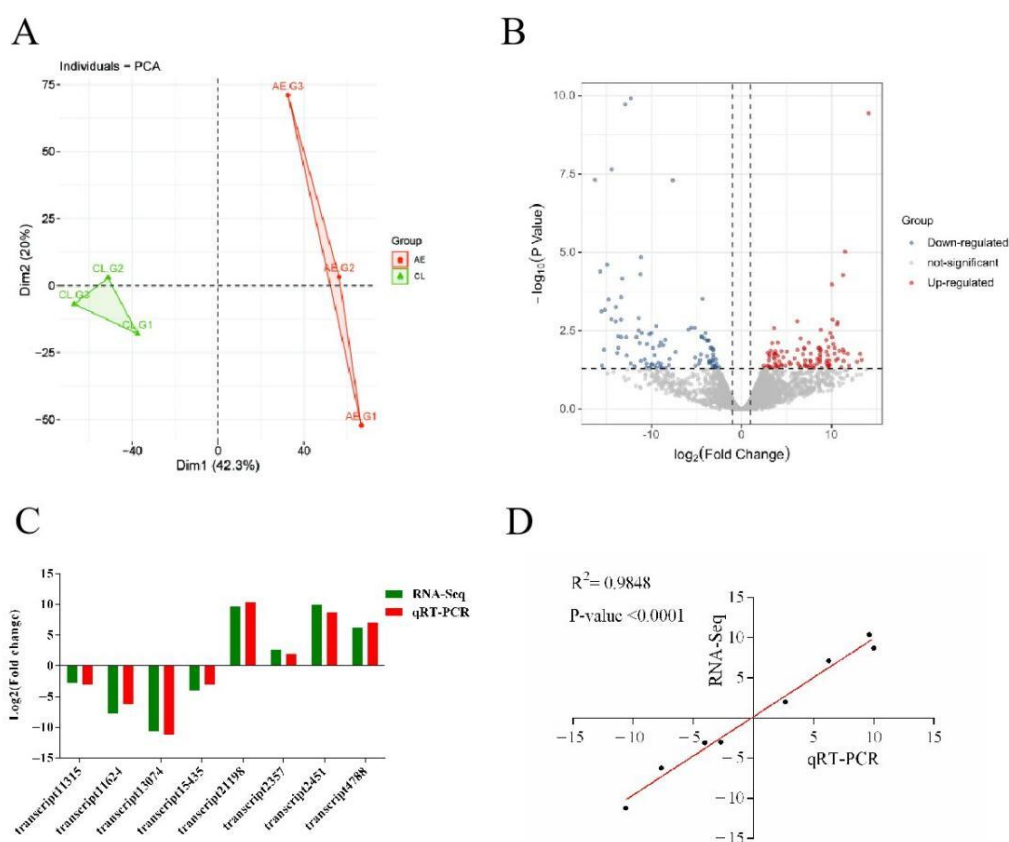 A
Individuals - PCA
75
50
25
0
-25
-50
Dim2 (20%)
-40
0
40
Dim1 (42.3%)
AE.G3
AE.G2
AE.G1
CL.G2
CL.G3
CL.G1
Group
AE
CL
B
10.0
7.5
5.0
2.5
0.0
-log10(P Value)
-10
0
10
log2(Fold Change)
Group
Down-regulated
not-significant
Up-regulated
C
15
10
5
0
-5
-10
-15
Log2(Fold change)
RNA-Seq
qRT-PCR
transcript11315
transcript11624
transcript13074
transcript15435
transcript21198
transcript2357
transcript2451
transcript4788
D
R²= 0.9848
P-value <0.0001
RNA-Seq
15
10
5
-15
-10
-5
5
10
15
qRT-PCR
-5
-10
-15